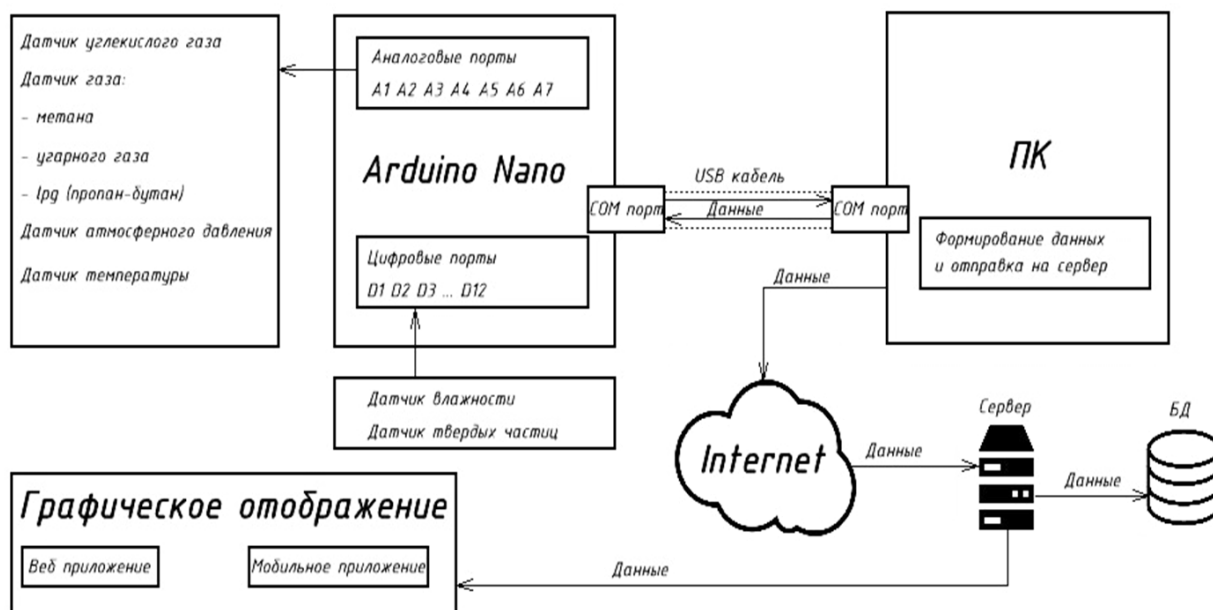 Датчик углекислого газа
Датчик газа:
- метана
- угарного газа
- lpg (пропан-бутан)
Датчик атмосферного давления
Датчик температуры
Аналоговые порты
A1 A2 A3 A4 A5 A6 A7
Arduino Nano
Цифровые порты
D1 D2 D3 ... D12
Датчик влажности
Датчик твердых частиц
COM порт
USB кабель
Данные
COM порт
ПК
Формирование данных
и отправка на сервер
Данные
Internet
Данные
Сервер
Данные
БД
Графическое отображение
Веб приложение
Мобильное приложение
Данные